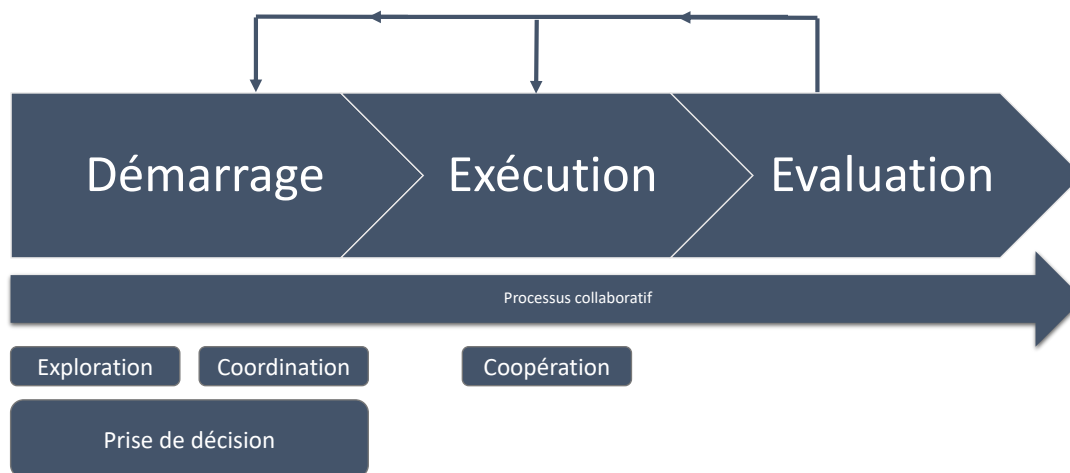 Démarrage
Exécution
Evaluation
Processus collaboratif
Exploration
Coordination
Coopération
Prise de décision